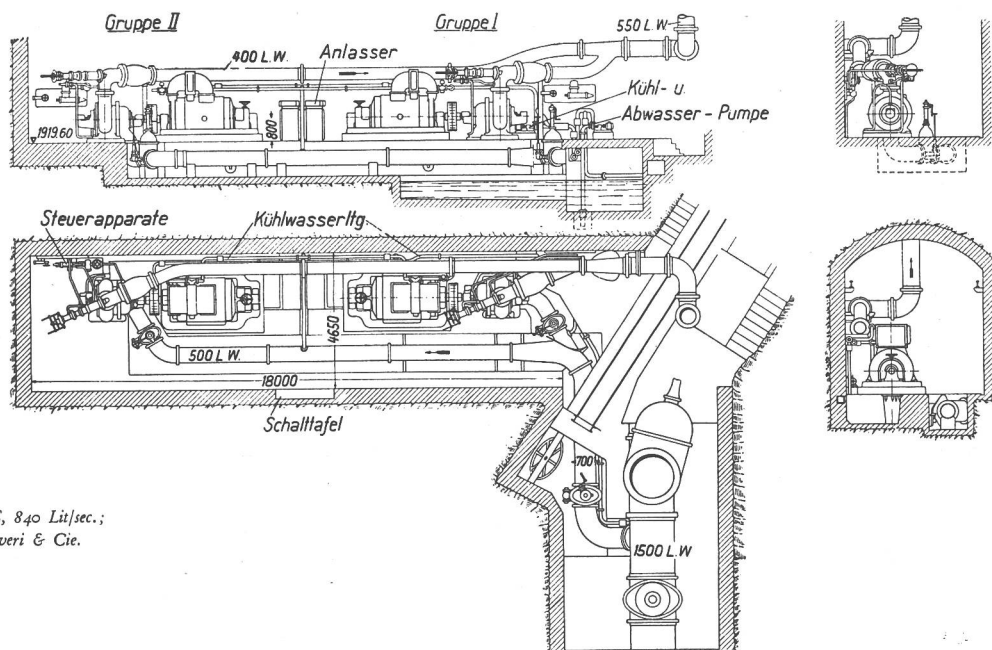 Gruppe II
Gruppe I
550 L.W.
400 L.W.
Anlasser
Kühl- u.
Abwasser - Pumpe
1919.60
800
Steuerapparate
Kühlwasserltg.
4650
500 L.W.
18000
Schalttafel
700
1500 L.W
, 840 Lit/sec.;
veri & Cie.